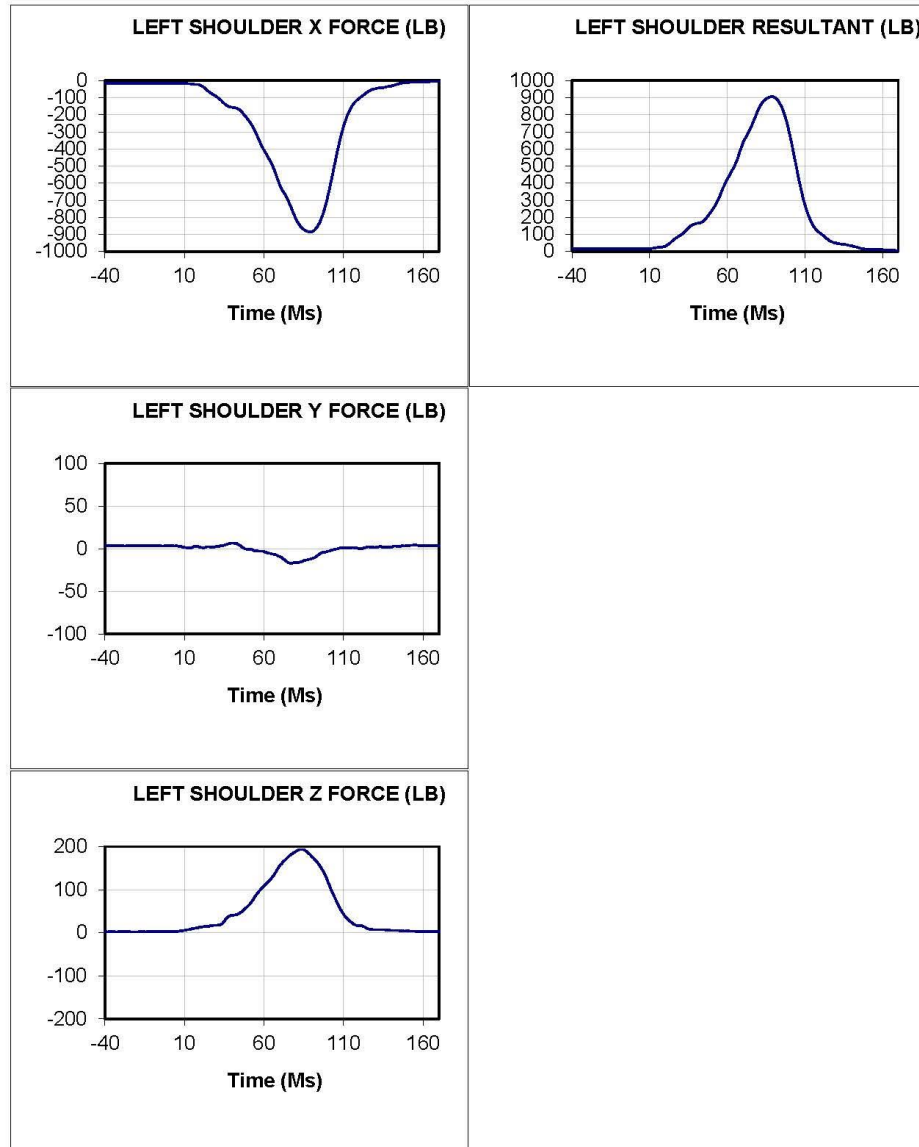 LEFT SHOULDER X FORCE (LB)
0
-100
-200
-300
-400
-500
-600
-700
-800
-900
-1000
-40 10 60 110 160
Time (Ms)
LEFT SHOULDER RESULTANT (LB)
1000
900
800
700
600
500
400
300
200
100
0
-40 10 60 110 160
Time (Ms)
LEFT SHOULDER Y FORCE (LB)
100
50
0
-50
-100
-40 10 60 110 160
Time (Ms)
LEFT SHOULDER Z FORCE (LB)
200
100
0
-100
-200
-40 10 60 110 160
Time (Ms)